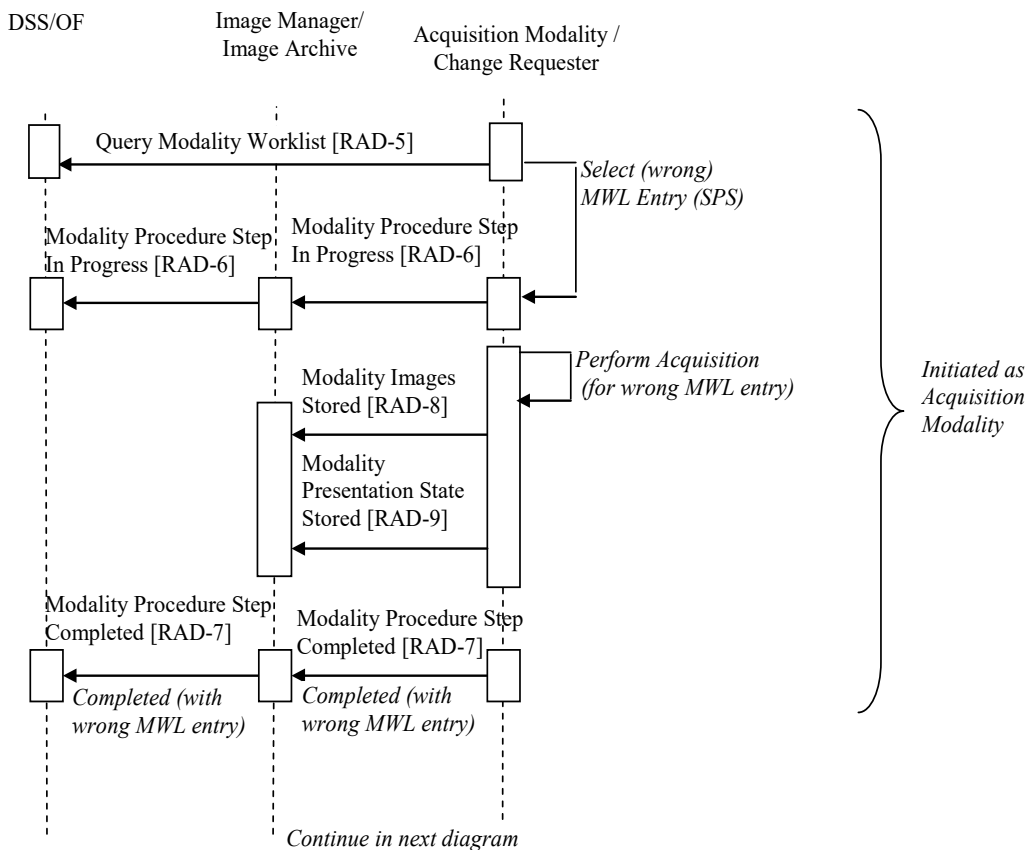 DSS/OF
Image Manager/
Image Archive
Acquisition Modality /
Change Requester
Query Modality Worklist [RAD-5]
Select (wrong)
MWL Entry (SPS)
Modality Procedure Step
In Progress [RAD-6]
Modality Procedure Step
In Progress [RAD-6]
Perform Acquisition
(for wrong MWL entry)
Initiated as
Acquisition
Modality
Modality Images
Stored [RAD-8]
Modality
Presentation State
Stored [RAD-9]
Modality Procedure Step
Completed [RAD-7]
Modality Procedure Step
Completed [RAD-7]
Completed (with
wrong MWL entry)
Completed (with
wrong MWL entry)
Continue in next diagram